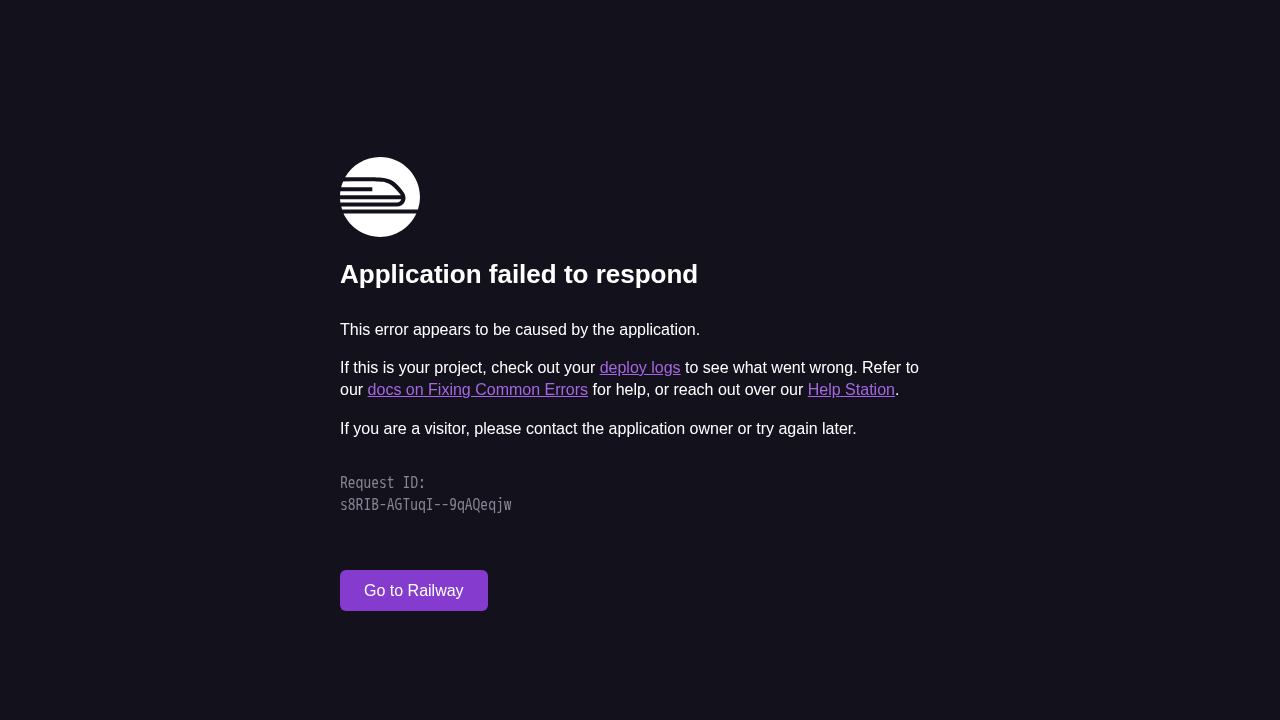 Application failed to respond
This error appears to be caused by the application.
If this is your project, check out your deploy logs to see what went wrong. Refer to
our docs on Fixing Common Errors for help, or reach out over our Help Station.
If you are a visitor, please contact the application owner or try again later.
Request ID:
s8RIB-AGTuqI--9qAQeqjw
Go to Railway